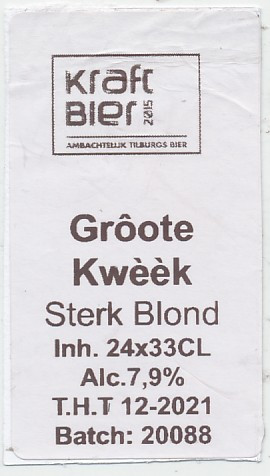 Kraft
Bier 2015
AMBACHTELIJK TILBURGS BIER
Grôote
Kwèèk
Sterk Blond
Inh. 24x33CL
Alc.7,9%
T.H.T 12-2021
Batch: 20088